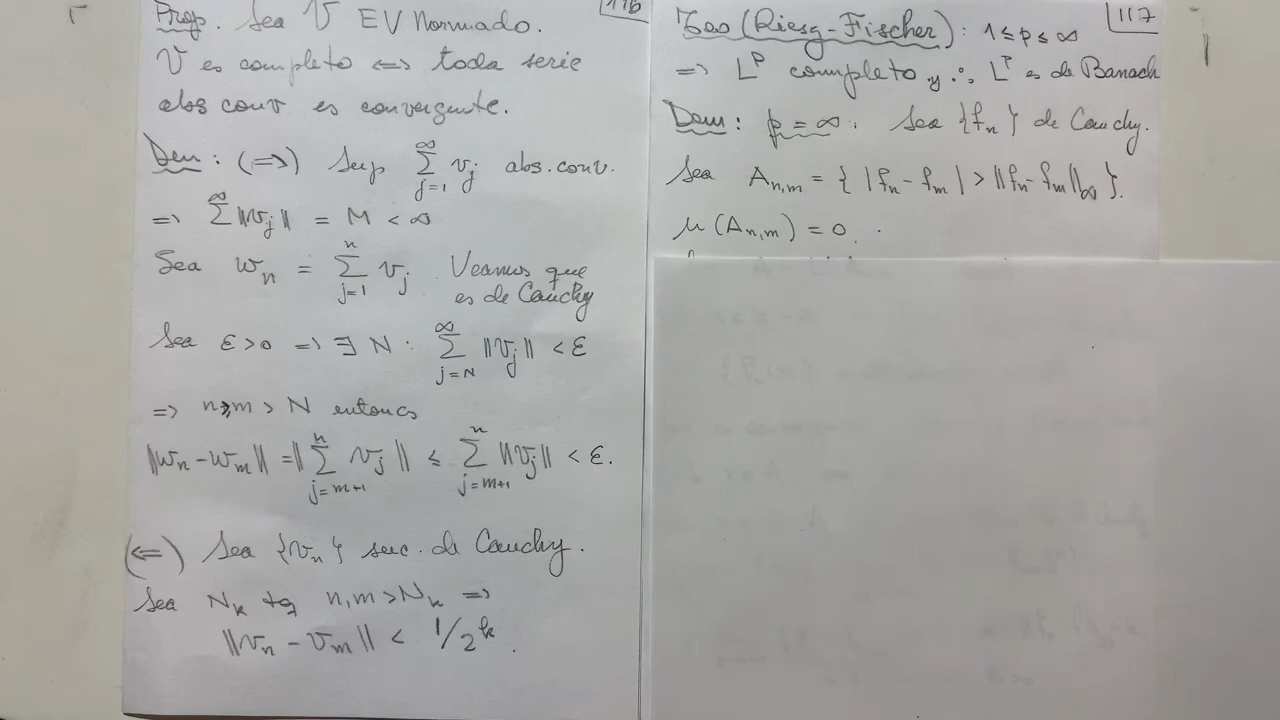 116
Prop. Sea V EV Normado.
V es completo ⟺ toda serie
abs conv es convergente.
Dem: (⟹) Sup ∑_{j=1}^{∞} v_j abs. conv.
⟹ ∑^{∞} ‖v_j‖ = M < ∞
Sea w_n = ∑_{j=1}^{n} v_j Veamos que
es de Cauchy
Sea ε > 0 ⟹ ∃ N : ∑_{j=N}^{∞} ‖v_j‖ < ε
⟹ n ≥ m > N entonces
‖w_n - w_m‖ = ‖∑_{j=m+1}^{n} v_j‖ ≤ ∑_{j=m+1}^{n} ‖v_j‖ < ε.
(⟸) Sea {v_n} suc. de Cauchy.
Sea N_k tq n,m > N_k ⟹
‖v_n - v_m‖ < 1/2^k.
117
Teo (Riesz-Fischer): 1 ≤ p ≤ ∞
⟹ L^p completo y ∴ L^p es de Banach
Dem: p = ∞: Sea {f_n} de Cauchy.
Sea A_{n,m} = { |f_n - f_m| > ‖f_n - f_m‖_∞ }.
μ(A_{n,m}) = 0.